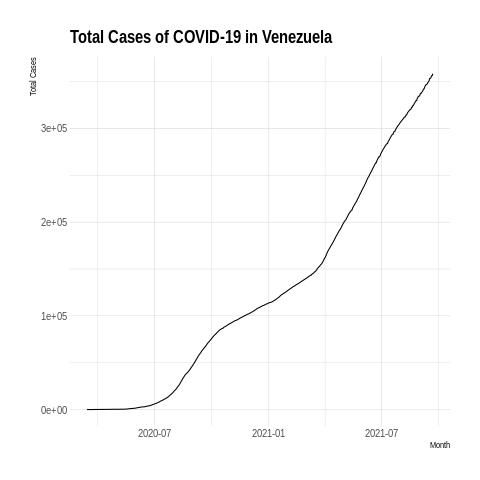 Total Cases of COVID-19 in Venezuela
Total Cases
3e+05
2e+05
1e+05
0e+00
2020-07 2021-01 2021-07
Month